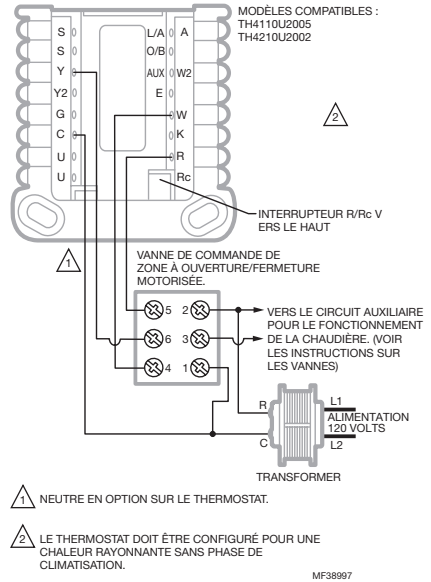 MODÈLES COMPATIBLES :
TH4110U2005
TH4210U2002
S L/A A
S O/B
Y AUX W2
Y2 E
G W
C K
U R
U Rc
2
INTERRUPTEUR R/Rc V
ERS LE HAUT
1
VANNE DE COMMANDE DE
ZONE À OUVERTURE/FERMETURE
MOTORISÉE.
5 2
6 3
4 1
VERS LE CIRCUIT AUXILIAIRE
POUR LE FONCTIONNEMENT
DE LA CHAUDIÈRE. (VOIR
LES INSTRUCTIONS SUR
LES VANNES)
R L1
ALIMENTATION
120 VOLTS
C L2
TRANSFORMER
1 NEUTRE EN OPTION SUR LE THERMOSTAT.
2 LE THERMOSTAT DOIT ÊTRE CONFIGURÉ POUR UNE
CHALEUR RAYONNANTE SANS PHASE DE
CLIMATISATION.
MF38997